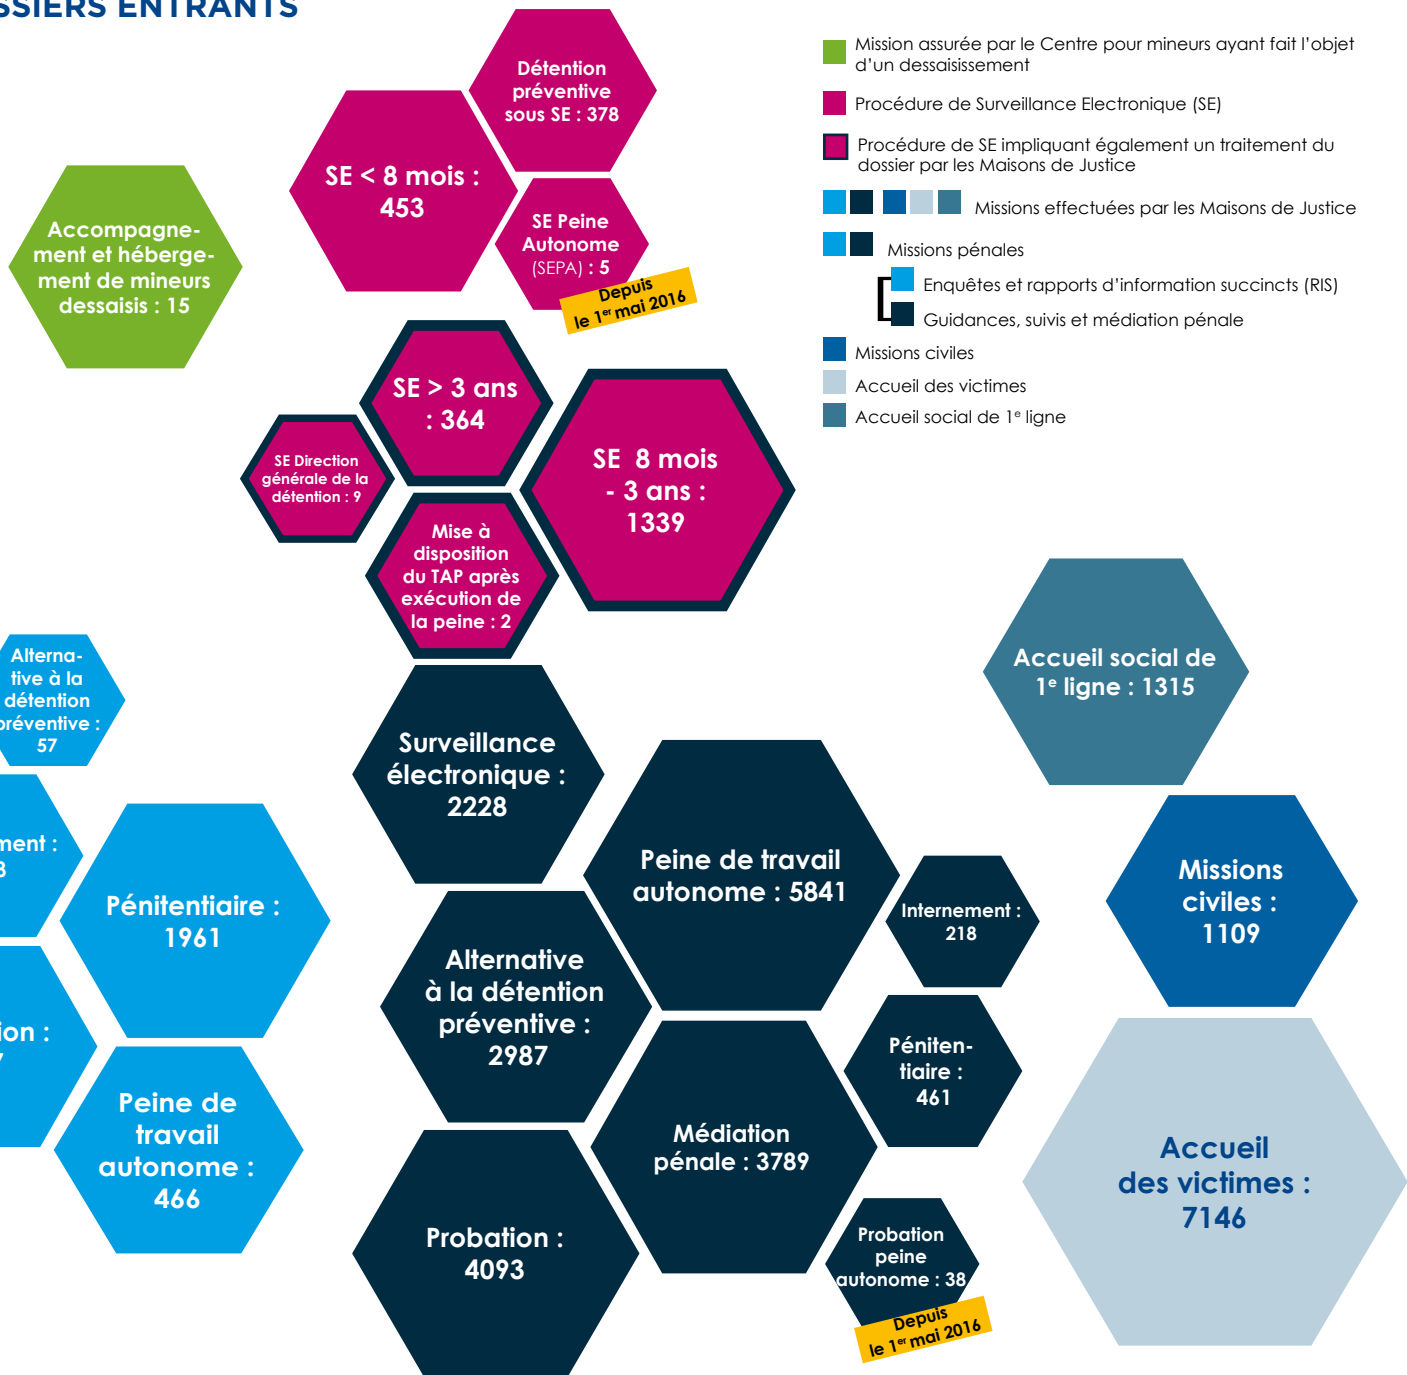 SSIERS ENTRANTS
Détention
préventive
sous SE : 378
SE < 8 mois :
453
SE Peine
Autonome
(SEPA) : 5
Depuis
le 1er mai 2016
Accompagne-
ment et héberge-
ment de mineurs
dessaisis : 15
Mission assurée par le Centre pour mineurs ayant fait l'objet
d'un dessaisissement
Procédure de Surveillance Electronique (SE)
Procédure de SE impliquant également un traitement du
dossier par les Maisons de Justice
Missions effectuées par les Maisons de Justice
Missions pénales
Enquêtes et rapports d'information succincts (RIS)
Guidances, suivis et médiation pénale
Missions civiles
Accueil des victimes
Accueil social de 1e ligne
SE > 3 ans
: 364
SE Direction
générale de la
détention : 9
SE 8 mois
- 3 ans :
1339
Mise à
disposition
du TAP après
exécution de
la peine : 2
Alterna-
tive à la
détention
préventive :
57
ment :
Pénitentiaire :
1961
ion :
Peine de
travail
autonome :
466
Surveillance
électronique :
2228
Peine de travail
autonome : 5841
Internement :
218
Alternative
à la détention
préventive :
2987
Péniten-
tiaire :
461
Médiation
pénale : 3789
Probation :
4093
Probation
peine
autonome : 38
Depuis
le 1er mai 2016
Accueil social de
1e ligne : 1315
Missions
civiles :
1109
Accueil
des victimes :
7146